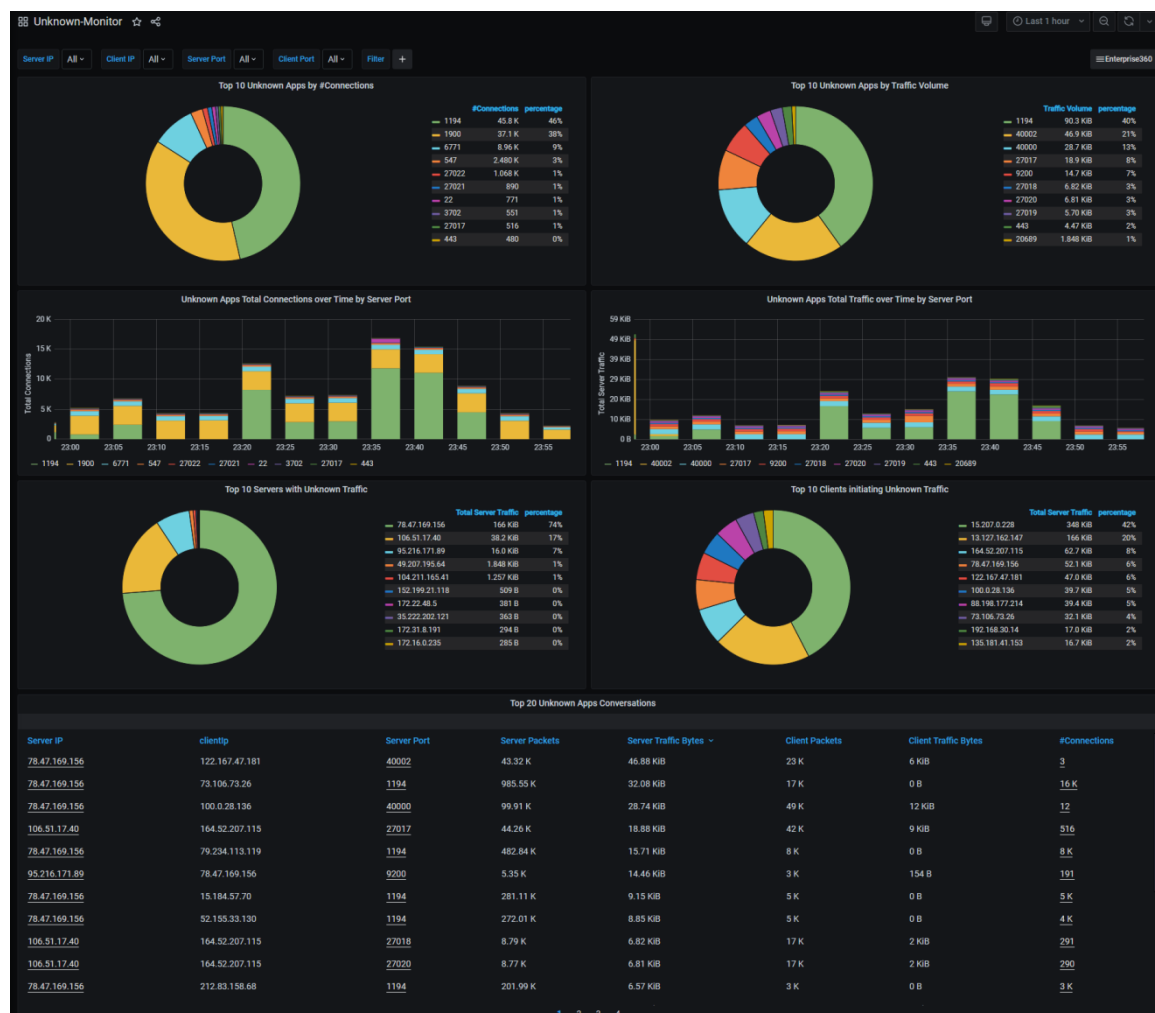 Unknown-Monitor
Last 1 hour
Server IP All Client IP All Server Port All Client Port All Filter +
Enterprise360
Top 10 Unknown Apps by #Connections
#Connections percentage
1194 45.8 K 46%
1900 37.1 K 38%
6771 8.96 K 9%
547 2.480 K 3%
27022 1.068 K 1%
27021 890 1%
22 771 1%
3702 551 1%
27017 516 1%
443 480 0%
Top 10 Unknown Apps by Traffic Volume
Traffic Volume percentage
1194 90.3 KiB 40%
40002 46.9 KiB 21%
40000 28.7 KiB 13%
27017 18.9 KiB 8%
9200 14.7 KiB 7%
27018 6.82 KiB 3%
27020 6.81 KiB 3%
27019 5.70 KiB 3%
443 4.47 KiB 2%
20689 1.848 KiB 1%
Unknown Apps Total Connections over Time by Server Port
Total Connections
20 K
15 K
10 K
5 K
0
23:00 23:05 23:10 23:15 23:20 23:25 23:30 23:35 23:40 23:45 23:50 23:55
1194 1900 6771 547 27022 27021 22 3702 27017 443
Unknown Apps Total Traffic over Time by Server Port
Total Server Traffic
59 KiB
49 KiB
39 KiB
29 KiB
20 KiB
10 KiB
0 B
23:00 23:05 23:10 23:15 23:20 23:25 23:30 23:35 23:40 23:45 23:50 23:55
1194 40002 40000 27017 9200 27018 27020 27019 443 20689
Top 10 Servers with Unknown Traffic
Total Server Traffic percentage
78.47.169.156 166 KiB 74%
106.51.17.40 38.2 KiB 17%
95.216.171.89 16.0 KiB 7%
49.207.195.64 1.848 KiB 1%
104.211.165.41 1.257 KiB 1%
152.199.21.118 509 B 0%
172.22.48.5 381 B 0%
35.222.202.121 363 B 0%
172.31.8.191 294 B 0%
172.16.0.235 285 B 0%
Top 10 Clients initiating Unknown Traffic
Total Server Traffic percentage
15.207.0.228 348 KiB 42%
13.127.162.147 166 KiB 20%
164.52.207.115 62.7 KiB 8%
78.47.169.156 52.1 KiB 6%
122.167.47.181 47.0 KiB 6%
100.0.28.136 39.7 KiB 5%
88.198.177.214 39.4 KiB 5%
73.106.73.26 32.1 KiB 4%
192.168.30.14 17.0 KiB 2%
135.181.41.153 16.7 KiB 2%
Top 20 Unknown Apps Conversations
Server IP clientIp Server Port Server Packets Server Traffic Bytes Client Packets Client Traffic Bytes #Connections
78.47.169.156 122.167.47.181 40002 43.32 K 46.88 KiB 23 K 6 KiB 3
78.47.169.156 73.106.73.26 1194 985.55 K 32.08 KiB 17 K 0 B 16 K
78.47.169.156 100.0.28.136 40000 99.91 K 28.74 KiB 49 K 12 KiB 12
106.51.17.40 164.52.207.115 27017 44.26 K 18.88 KiB 42 K 9 KiB 516
78.47.169.156 79.234.113.119 1194 482.84 K 15.71 KiB 8 K 0 B 8 K
95.216.171.89 78.47.169.156 9200 5.35 K 14.46 KiB 3 K 154 B 191
78.47.169.156 15.184.57.70 1194 281.11 K 9.15 KiB 5 K 0 B 5 K
78.47.169.156 52.155.33.130 1194 272.01 K 8.85 KiB 5 K 0 B 4 K
106.51.17.40 164.52.207.115 27018 8.79 K 6.82 KiB 17 K 2 KiB 291
106.51.17.40 164.52.207.115 27020 8.77 K 6.81 KiB 17 K 2 KiB 290
78.47.169.156 212.83.158.68 1194 201.99 K 6.57 KiB 3 K 0 B 3 K